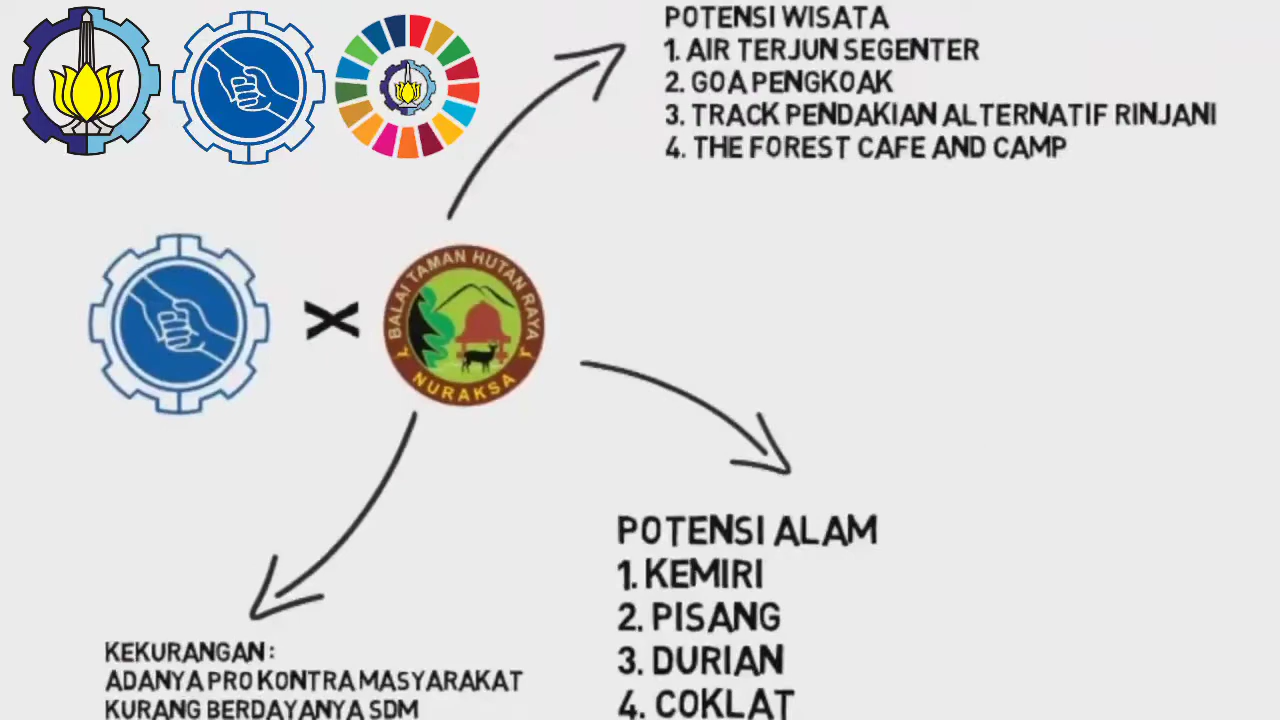 POTENSI WISATA
1. AIR TERJUN SEGENTER
2. GOA PENGKOAK
3. TRACK PENDAKIAN ALTERNATIF RINJANI
4. THE FOREST CAFE AND CAMP
BALAI TAMAN HUTAN RAYA
NURAKSA
POTENSI ALAM
1. KEMIRI
2. PISANG
3. DURIAN
4. COKLAT
KEKURANGAN :
ADANYA PRO KONTRA MASYARAKAT
KURANG BERDAYANYA SDM